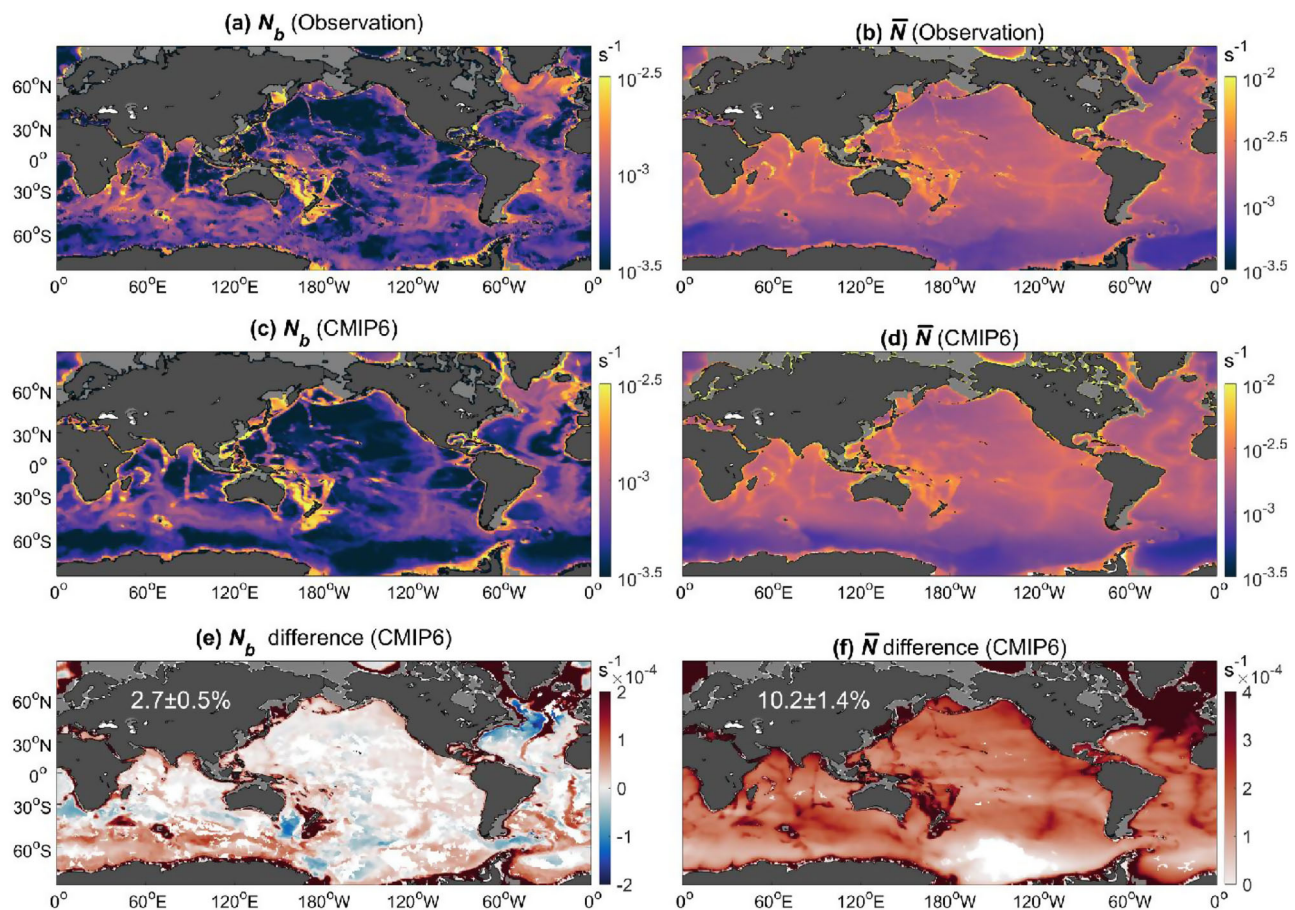 (a) N_b (Observation)
(b) N̅ (Observation)
s⁻¹
s⁻¹
60°N
30°N
0°
30°S
60°S
10⁻²·⁵
10⁻³
10⁻³·⁵
10⁻²
10⁻²·⁵
10⁻³
10⁻³·⁵
0° 60°E 120°E 180°E 120°W 60°W 0°
0° 60°E 120°E 180°E 120°W 60°W 0°
(c) N_b (CMIP6)
(d) N̅ (CMIP6)
s⁻¹
s⁻¹
60°N
30°N
0°
30°S
60°S
10⁻²·⁵
10⁻³
10⁻³·⁵
10⁻²
10⁻²·⁵
10⁻³
10⁻³·⁵
0° 60°E 120°E 180°E 120°W 60°W 0°
0° 60°E 120°E 180°E 120°W 60°W 0°
(e) N_b difference (CMIP6)
(f) N̅ difference (CMIP6)
s⁻¹ ×10⁻⁴
s⁻¹ ×10⁻⁴
2.7±0.5%
10.2±1.4%
60°N
30°N
0°
30°S
60°S
2
1
0
-1
-2
4
3
2
1
0
0° 60°E 120°E 180°E 120°W 60°W 0°
0° 60°E 120°E 180°E 120°W 60°W 0°